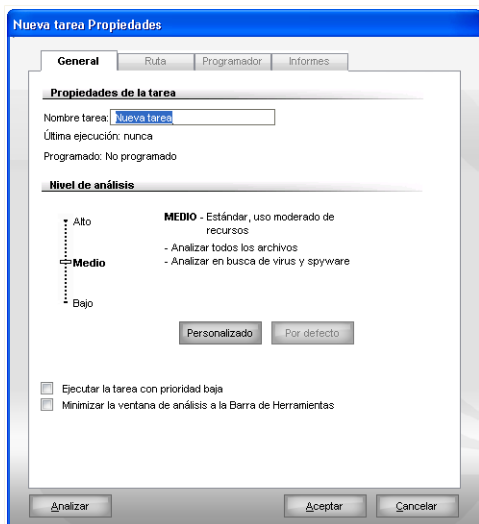 Nueva tarea Propiedades
General Ruta Programador Informes
Propiedades de la tarea
Nombre tarea: Nueva tarea
Última ejecución: nunca
Programado: No programado
Nivel de análisis
Alto
Medio
Bajo
MEDIO - Estándar, uso moderado de
recursos
- Analizar todos los archivos
- Analizar en busca de virus y spyware
Personalizado Por defecto
Ejecutar la tarea con prioridad baja
Minimizar la ventana de análisis a la Barra de Herramientas
Analizar Aceptar Cancelar